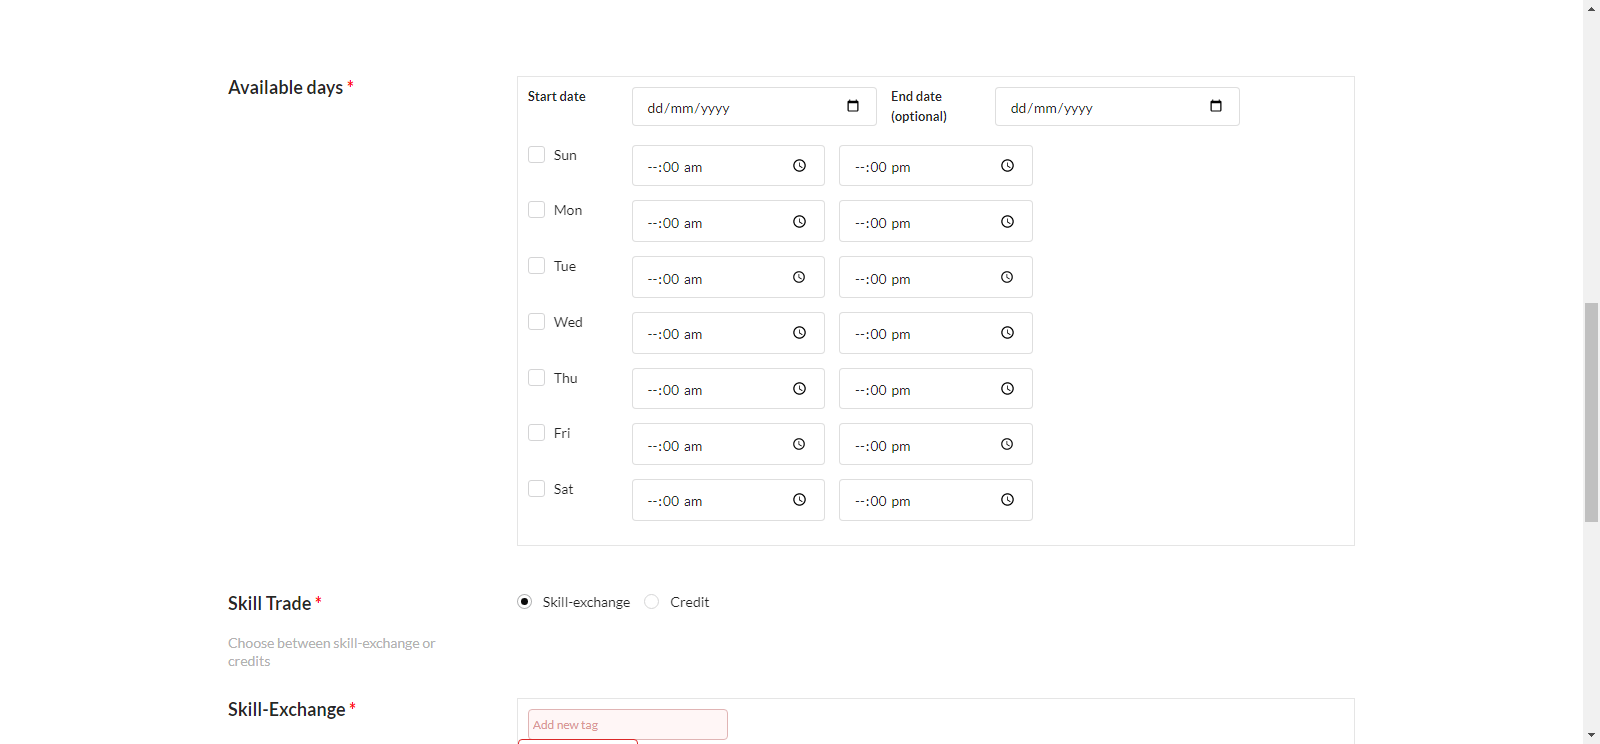 Available days *
Start date dd/mm/yyyy End date dd/mm/yyyy
(optional)
Sun --:00 am --:00 pm
Mon --:00 am --:00 pm
Tue --:00 am --:00 pm
Wed --:00 am --:00 pm
Thu --:00 am --:00 pm
Fri --:00 am --:00 pm
Sat --:00 am --:00 pm
Skill Trade * Skill-exchange Credit
Choose between skill-exchange or
credits
Skill-Exchange *
Add new tag